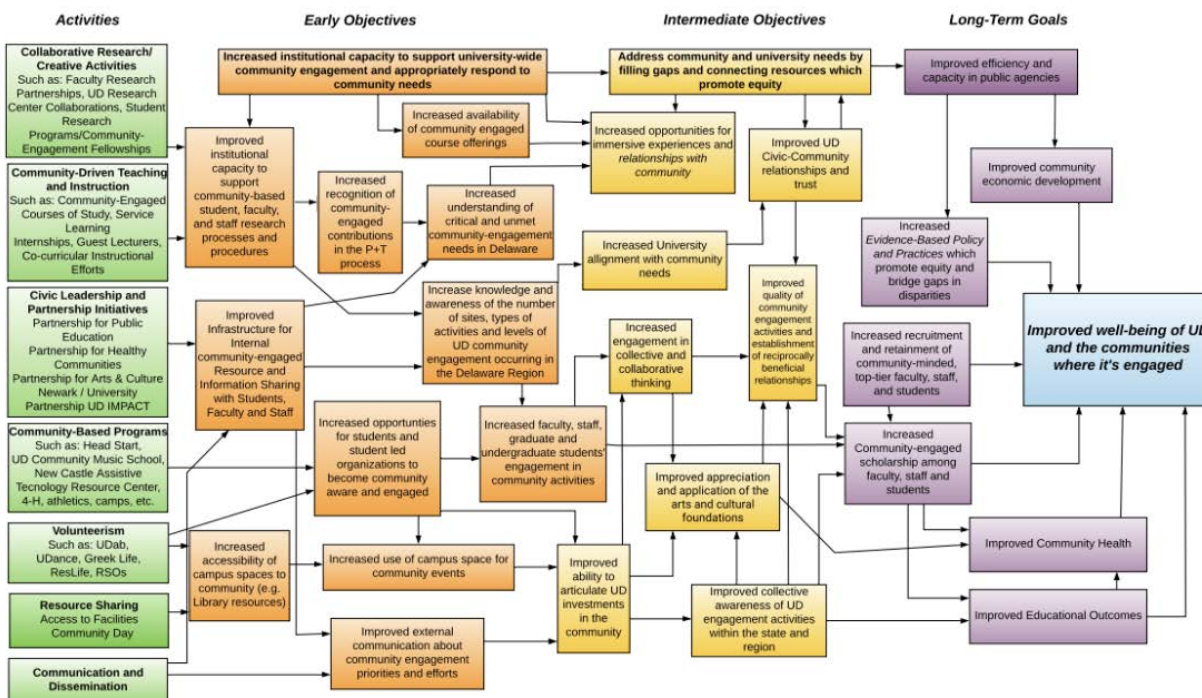 Activities
Early Objectives
Intermediate Objectives
Long-Term Goals
Collaborative Research/
Creative Activities
Such as: Faculty Research
Partnerships, UD Research
Center Collaborations, Student
Research
Programs/Community-
Engagement Fellowships
Community-Driven Teaching
and Instruction
Such as: Community-Engaged
Courses of Study, Service
Learning
Internships, Guest Lecturers,
Co-curricular Instructional
Efforts
Civic Leadership and
Partnership Initiatives
Partnership for Public
Education
Partnership for Healthy
Communities
Partnership for Arts & Culture
Newark / University
Partnership UD IMPACT
Community-Based Programs
Such as: Head Start,
UD Community Music School,
New Castle Assistive
Tecnology Resource Center,
4-H, athletics, camps, etc.
Volunteerism
Such as: UDab,
UDance, Greek Life,
ResLife, RSOs
Resource Sharing
Access to Facilities
Community Day
Communication and
Dissemination
Increased institutional capacity to support university-wide
community engagement and appropriately respond to
community needs
Increased availability
of community engaged
course offerings
Improved
institutional
capacity to
support
community-based
student, faculty,
and staff research
processes and
procedures
Increased
recognition of
community-
engaged
contributions
in the P+T
process
Increased
understanding of
critical and unmet
community-engagement
needs in Delaware
Improved
Infrastructure for
Internal
community-engaged
Resource and
Information Sharing
with Students,
Faculty and Staff
Increase knowledge and
awareness of the number
of sites, types of
activities and levels of
UD community
engagement occurring in
the Delaware Region
Increased opportunities
for students and
student led
organizations to
become community
aware and engaged
Increased faculty, staff,
graduate and
undergraduate students'
engagement in
community activities
Increased
accessibility of
campus spaces to
community (e.g.
Library resources)
Increased use of campus space for
community events
Improved external
communication about
community engagement
priorities and efforts
Address community and university needs by
filling gaps and connecting resources which
promote equity
Increased opportunities for
immersive experiences and
relationships with
community
Improved UD
Civic-Community
relationships and
trust
Increased University
allignment with community
needs
Increased
engagement in
collective and
collaborative
thinking
Improved
quality of
community
engagement
activities and
establishment of
reciprocally
beneficial
relationships
Improved appreciation and
application of the
arts and cultural
foundations
Improved
ability to
articulate UD
investments
in the
community
Improved collective
awareness of UD
engagement activities
within the state and
region
Improved efficiency and
capacity in public agencies
Improved community
economic development
Increased
Evidence-Based Policy
and Practices which
promote equity and
bridge gaps in
disparities
Increased recruitment
and retainment of
community-minded,
top-tier faculty, staff,
and students
Increased
Community-engaged
scholarship among
faculty, staff and
students
Improved Community Health
Improved Educational Outcomes
Improved well-being of UD
and the communities
where it's engaged